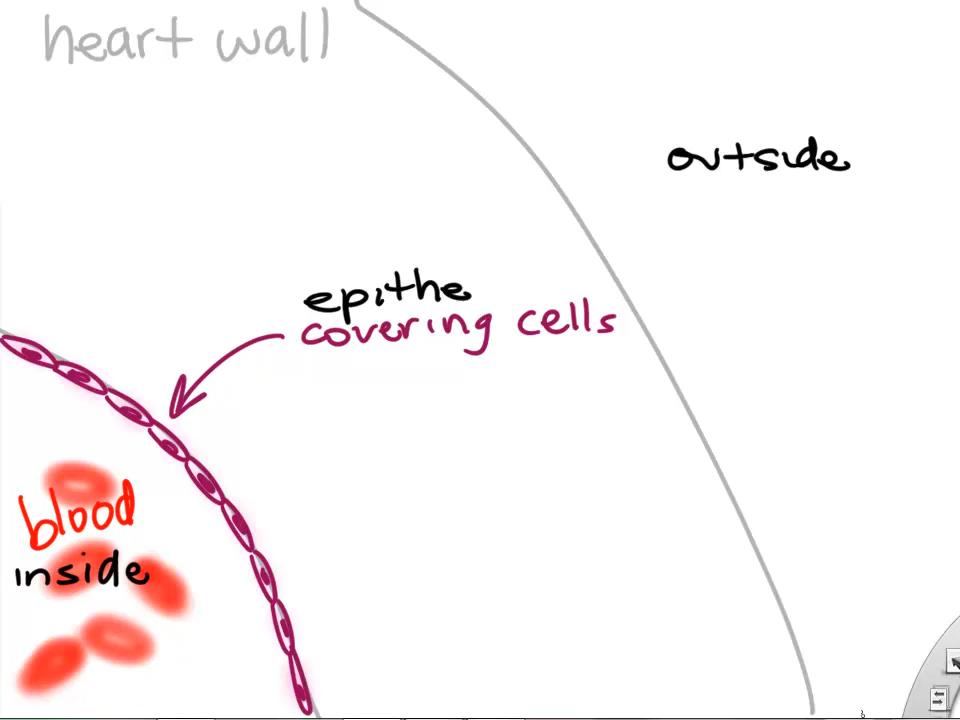 heart wall
outside
epithe
covering cells
blood
inside